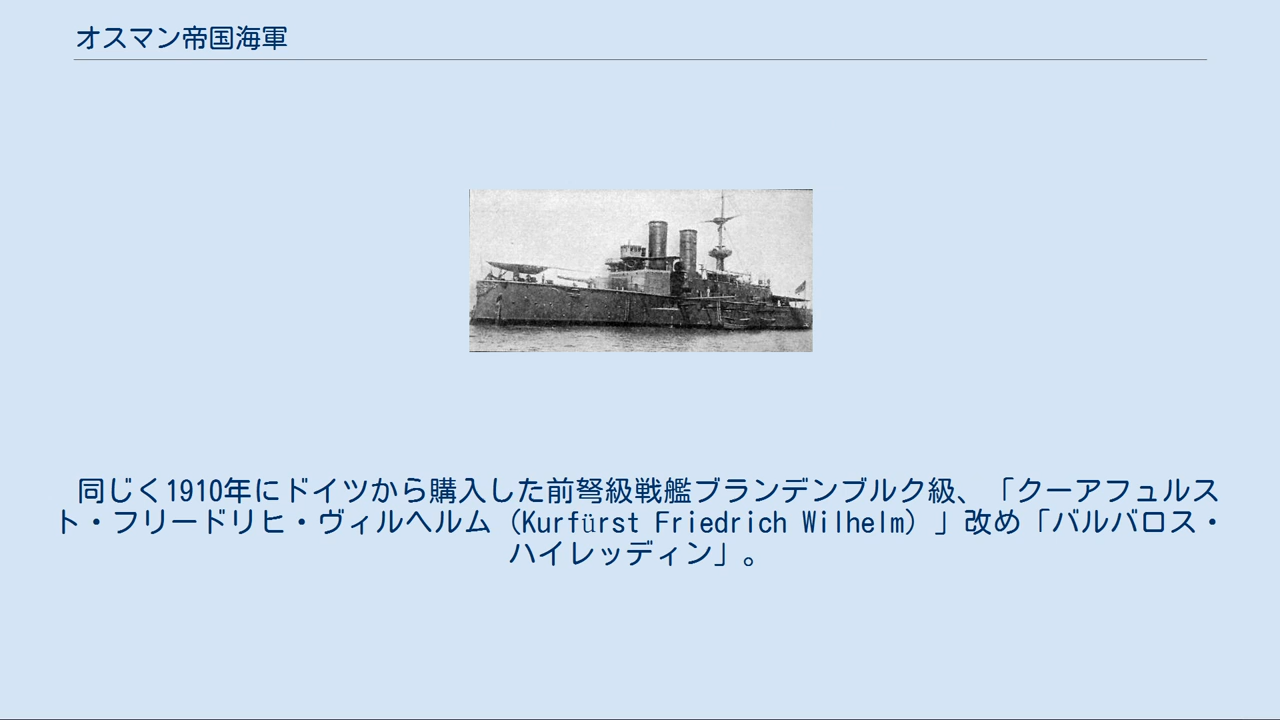 オスマン帝国海軍
同じく1910年にドイツから購入した前弩級戦艦ブランデンブルク級、「クーアフュルス
ト・フリードリヒ・ヴィルヘルム（Kurfürst Friedrich Wilhelm）」改め「バルバロス・
ハイレッディン」。